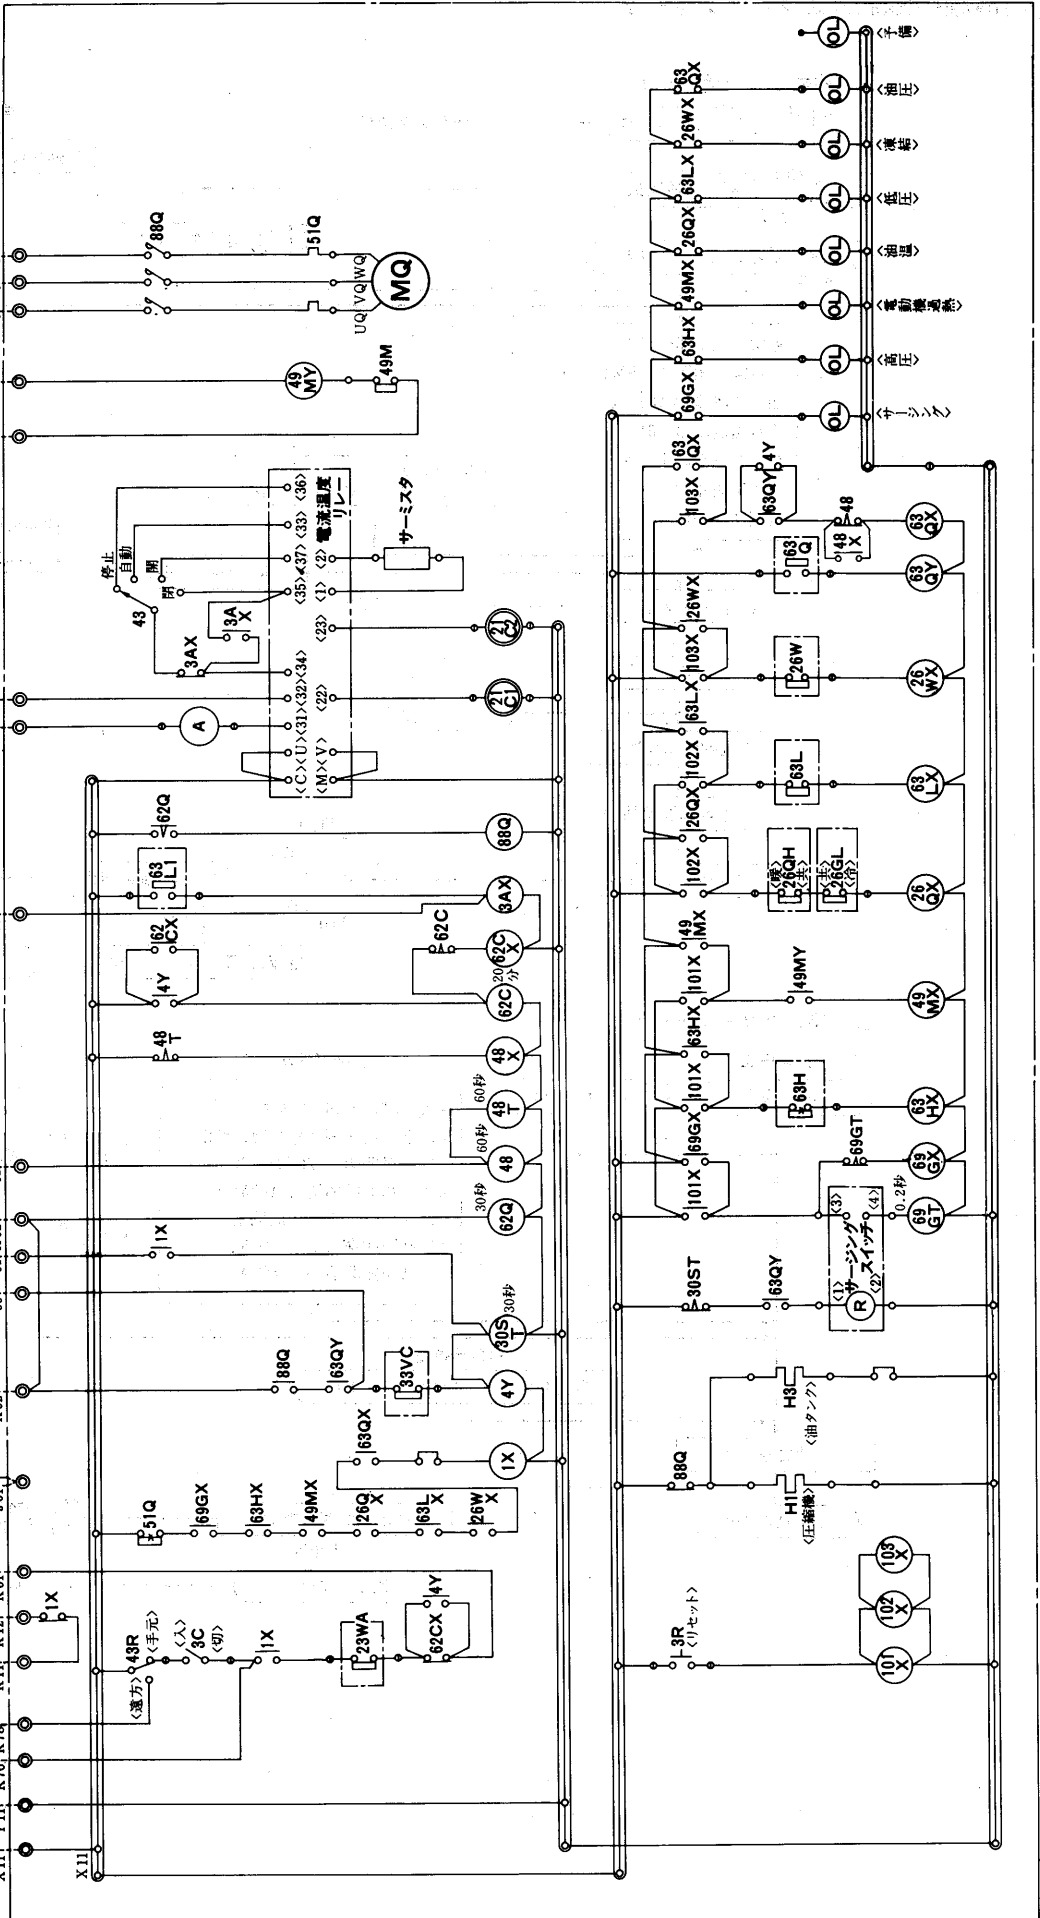 88Q
51Q
UQ VQ WQ
MQ
49
MY
49M
停止
自動
開
閉
43
3AX
3A
X
<36>
<33>
<37>
<35>
<34>
<32>
<31>
<U>
<C>
電流温度
リレー
<2>
<1>
<23>
<22>
<V>
<M>
サーミスタ
A
21
C2
21
C1
62Q
88Q
63
L1
3AX
62
CX
4Y
62C
62C
X
20分
62C
48
T
48
X
60秒
48
T
60秒
48
30秒
62Q
1X
30秒
30S
T
88Q
63QY
33VC
4Y
63QX
1X
51Q
69GX
63HX
49MX
26Q
X
63L
X
26W
X
1X
43R
<手元>
<遠方>
<入>
3C
<切>
1X
23WA
4Y
62CX
X11
63
QX
26WX
63LX
26QX
49MX
63HX
69GX
OL
OL
OL
OL
OL
OL
OL
OL
<予備>
<油圧>
<凍結>
<低圧>
<油温>
<電動機過熱>
<高圧>
<サージング>
63
QX
103X
4Y
63QY
48
48
X
63
QX
63
Q
63
QY
26WX
103X
26W
26
WX
63LX
102X
63L
63
LX
26QX
102X
<暖>
26QH
<共>
<共>
26GL
<冷>
26
QX
49
MX
101X
49MY
49
MX
63HX
101X
63H
63
HX
69GX
101X
69GT
69
GX
<3>
<4>
0.2秒
69
GT
サージング
スイッチ
<1>
R
<2>
30ST
63QY
88Q
H3
<油タンク>
H1
<圧縮機>
3R
<リセット>
103
X
102
X
101
X